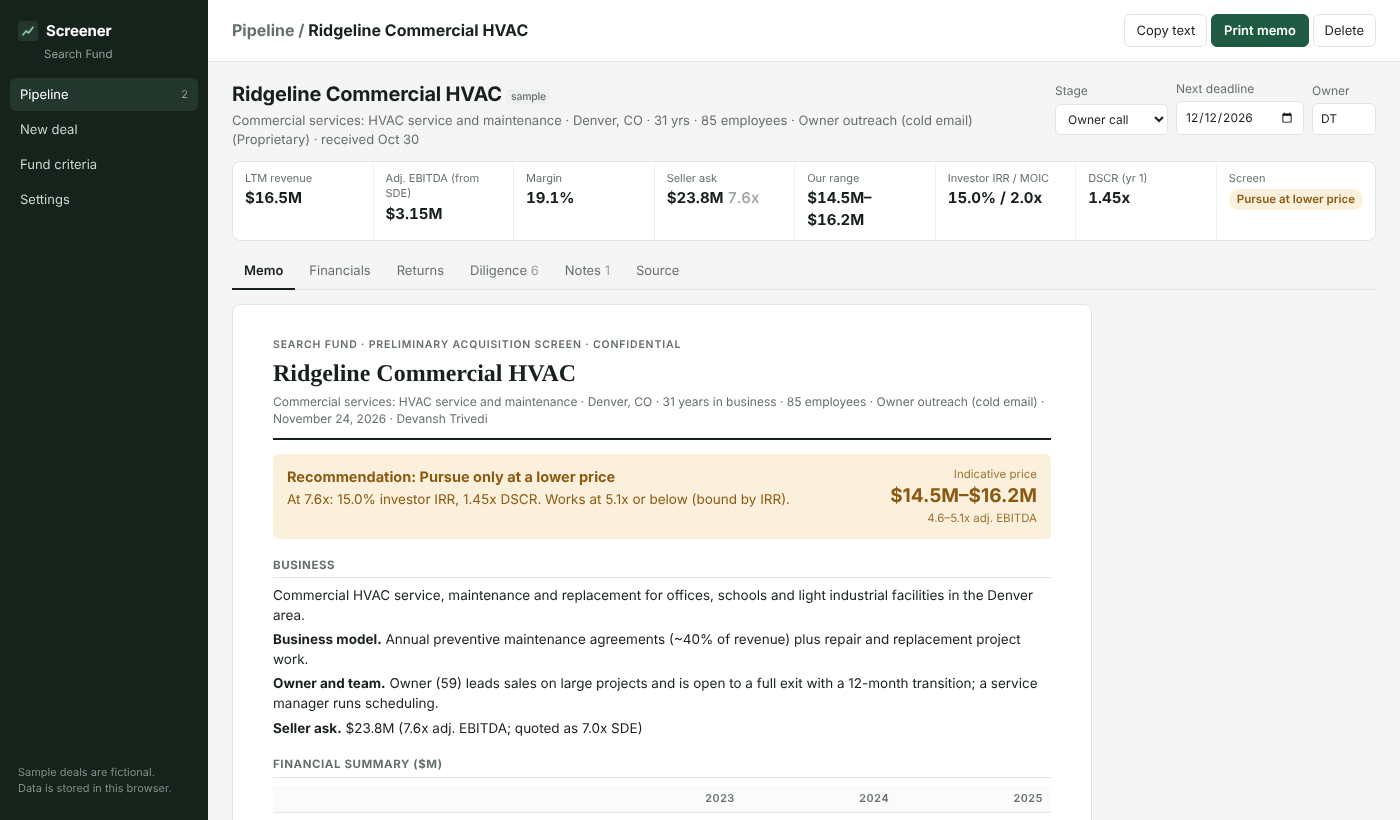 Screener
Search Fund
Pipeline 2
New deal
Fund criteria
Settings
Sample deals are fictional.
Data is stored in this browser.
Pipeline / Ridgeline Commercial HVAC
Copy text
Print memo
Delete
Ridgeline Commercial HVAC sample
Commercial services: HVAC service and maintenance · Denver, CO · 31 yrs · 85 employees · Owner outreach (cold email)
(Proprietary) · received Oct 30
Stage
Owner call
Next deadline
12/12/2026
Owner
DT
LTM revenue
$16.5M
Adj. EBITDA (from
SDE)
$3.15M
Margin
19.1%
Seller ask
$23.8M 7.6x
Our range
$14.5M–
$16.2M
Investor IRR / MOIC
15.0% / 2.0x
DSCR (yr 1)
1.45x
Screen
Pursue at lower price
Memo
Financials
Returns
Diligence 6
Notes 1
Source
SEARCH FUND · PRELIMINARY ACQUISITION SCREEN · CONFIDENTIAL
Ridgeline Commercial HVAC
Commercial services: HVAC service and maintenance · Denver, CO · 31 years in business · 85 employees · Owner outreach (cold email) ·
November 24, 2026 · Devansh Trivedi
Recommendation: Pursue only at a lower price
At 7.6x: 15.0% investor IRR, 1.45x DSCR. Works at 5.1x or below (bound by IRR).
Indicative price
$14.5M–$16.2M
4.6–5.1x adj. EBITDA
BUSINESS
Commercial HVAC service, maintenance and replacement for offices, schools and light industrial facilities in the Denver
area.
Business model. Annual preventive maintenance agreements (~40% of revenue) plus repair and replacement project
work.
Owner and team. Owner (59) leads sales on large projects and is open to a full exit with a 12-month transition; a service
manager runs scheduling.
Seller ask. $23.8M (7.6x adj. EBITDA; quoted as 7.0x SDE)
FINANCIAL SUMMARY ($M)
2023 2024 2025